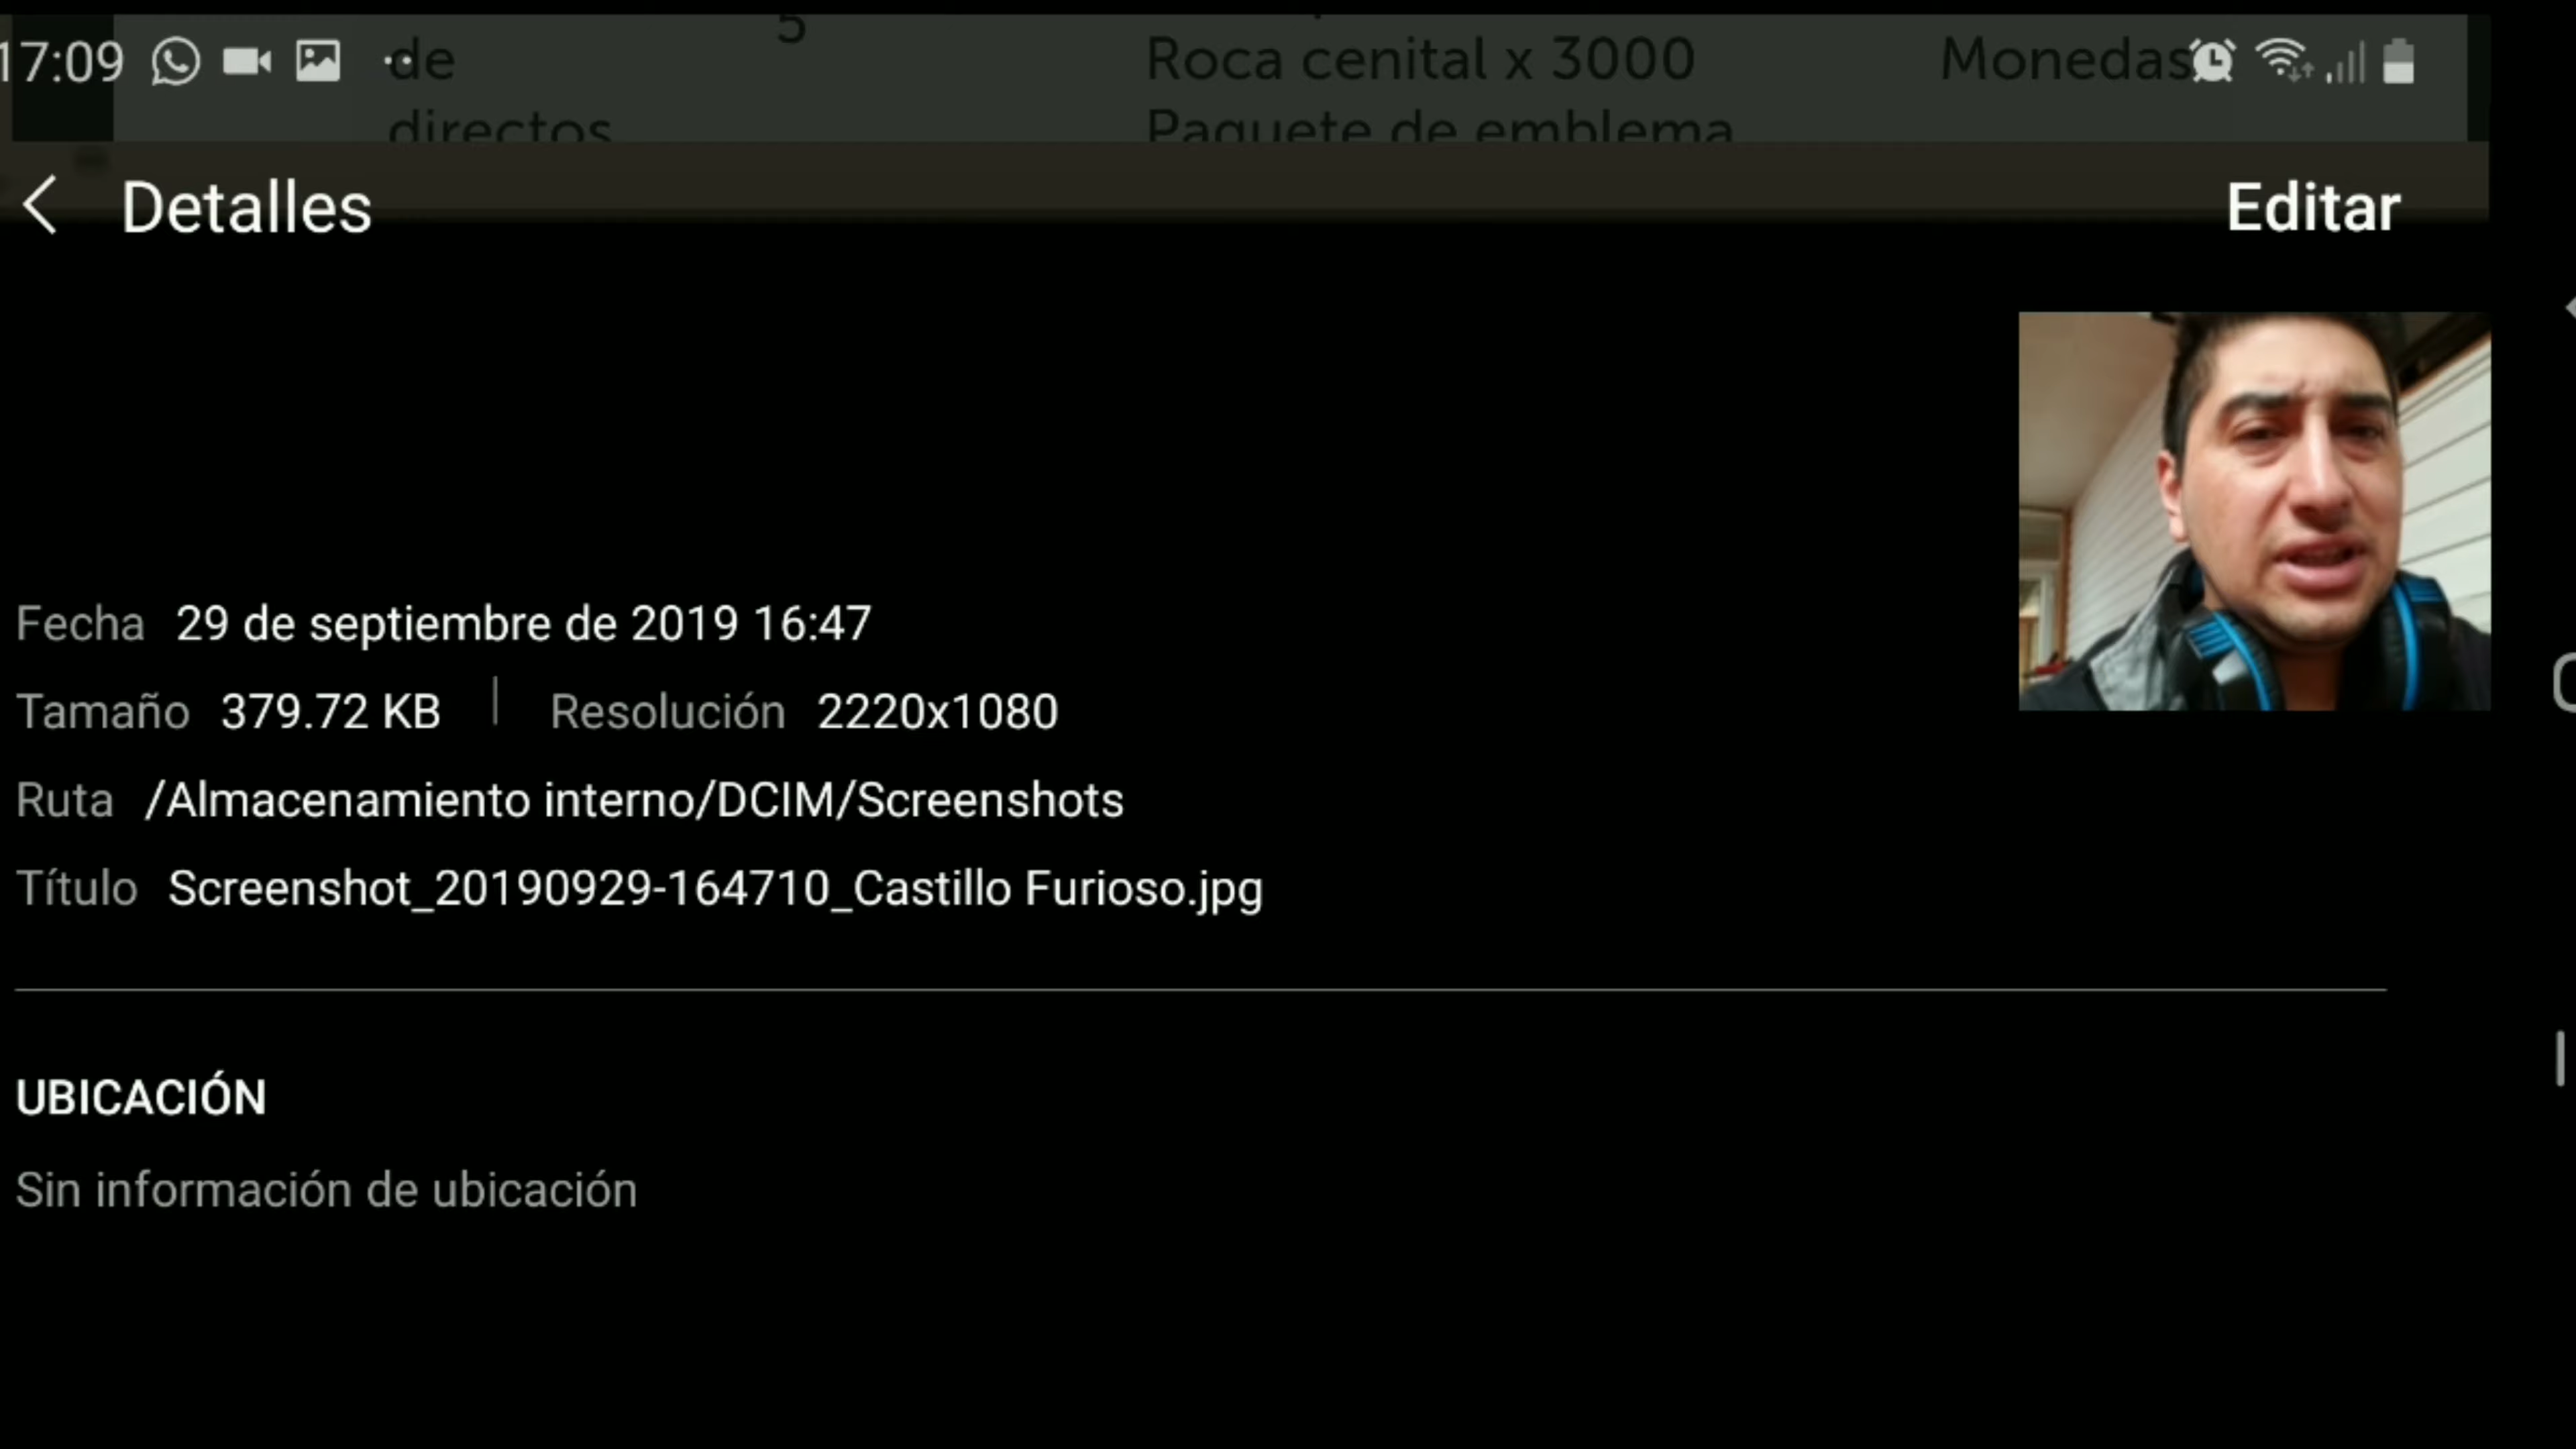 5
17:09 de Roca cenital x 3000 Monedas
directos Paquete de emblema
Detalles Editar
Fecha 29 de septiembre de 2019 16:47
Tamaño 379.72 KB Resolución 2220x1080
Ruta /Almacenamiento interno/DCIM/Screenshots
Título Screenshot_20190929-164710_Castillo Furioso.jpg
UBICACIÓN
Sin información de ubicación